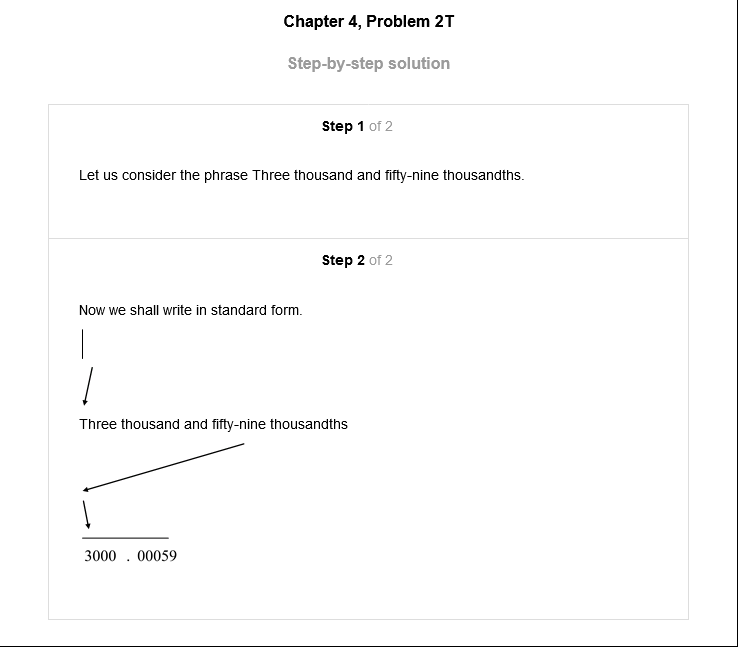 Chapter 4, Problem 2T
Step-by-step solution
Step 1 of 2
Let us consider the phrase Three thousand and fifty-nine thousandths.
Step 2 of 2
Now we shall write in standard form.
Three thousand and fifty-nine thousandths
3000 . 00059